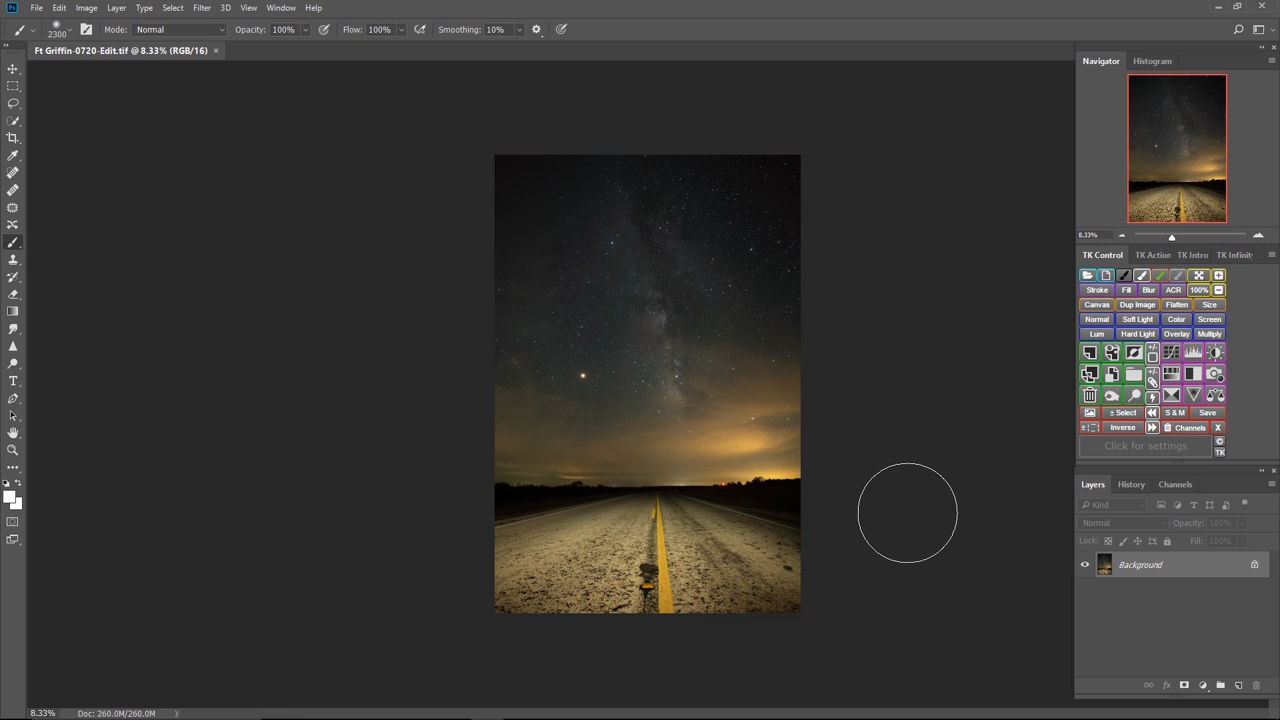 Ps File Edit Image Layer Type Select Filter 3D View Window Help
2300 Mode: Normal Opacity: 100% Flow: 100% Smoothing: 10%
Ft Griffin-0720-Edit.tif @ 8.33% (RGB/16) ×
Navigator Histogram
8.33%
TK Control TK Action TK Intro TK Infinit
Stroke Fill Blur ACR 100%
Canvas Dup Image Flatten Size
Normal Soft Light Color Screen
Lum Hard Light Overlay Multiply
± Select S & M Save
Inverse Channels X
Click for settings TK
Layers History Channels
Kind
Normal Opacity: 100%
Lock: Fill: 100%
Background
8.33% Doc: 260.0M/260.0M